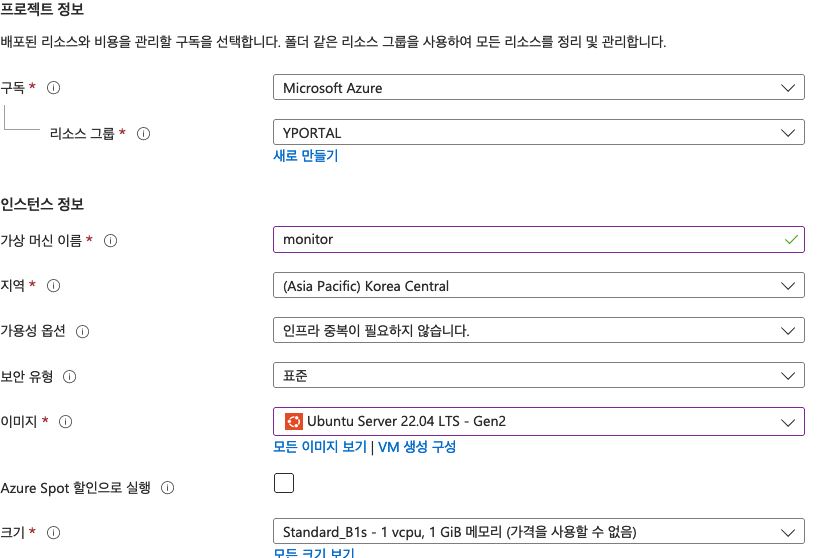 프로젝트 정보
배포된 리소스와 비용을 관리할 구독을 선택합니다. 폴더 같은 리소스 그룹을 사용하여 모든 리소스를 정리 및 관리합니다.
구독 * Microsoft Azure
리소스 그룹 * YPORTAL
새로 만들기
인스턴스 정보
가상 머신 이름 * monitor
지역 * (Asia Pacific) Korea Central
가용성 옵션 인프라 중복이 필요하지 않습니다.
보안 유형 표준
이미지 * Ubuntu Server 22.04 LTS - Gen2
모든 이미지 보기 | VM 생성 구성
Azure Spot 할인으로 실행
크기 * Standard_B1s - 1 vcpu, 1 GiB 메모리 (가격을 사용할 수 없음)
모든 크기 보기